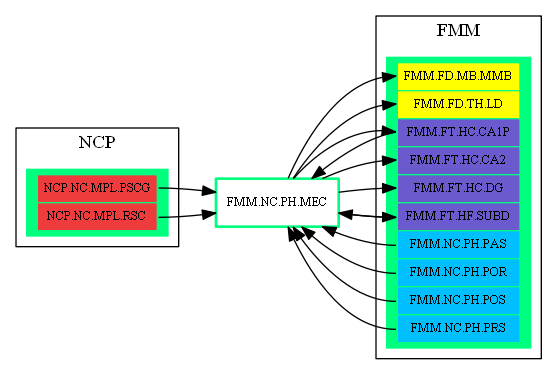 NCP
NCP.NC.MPL.PSCG
NCP.NC.MPL.RSC
FMM.NC.PH.MEC
FMM
FMM.FD.MB.MMB
FMM.FD.TH.LD
FMM.FT.HC.CA1P
FMM.FT.HC.CA2
FMM.FT.HC.DG
FMM.FT.HF.SUBD
FMM.NC.PH.PAS
FMM.NC.PH.POR
FMM.NC.PH.POS
FMM.NC.PH.PRS